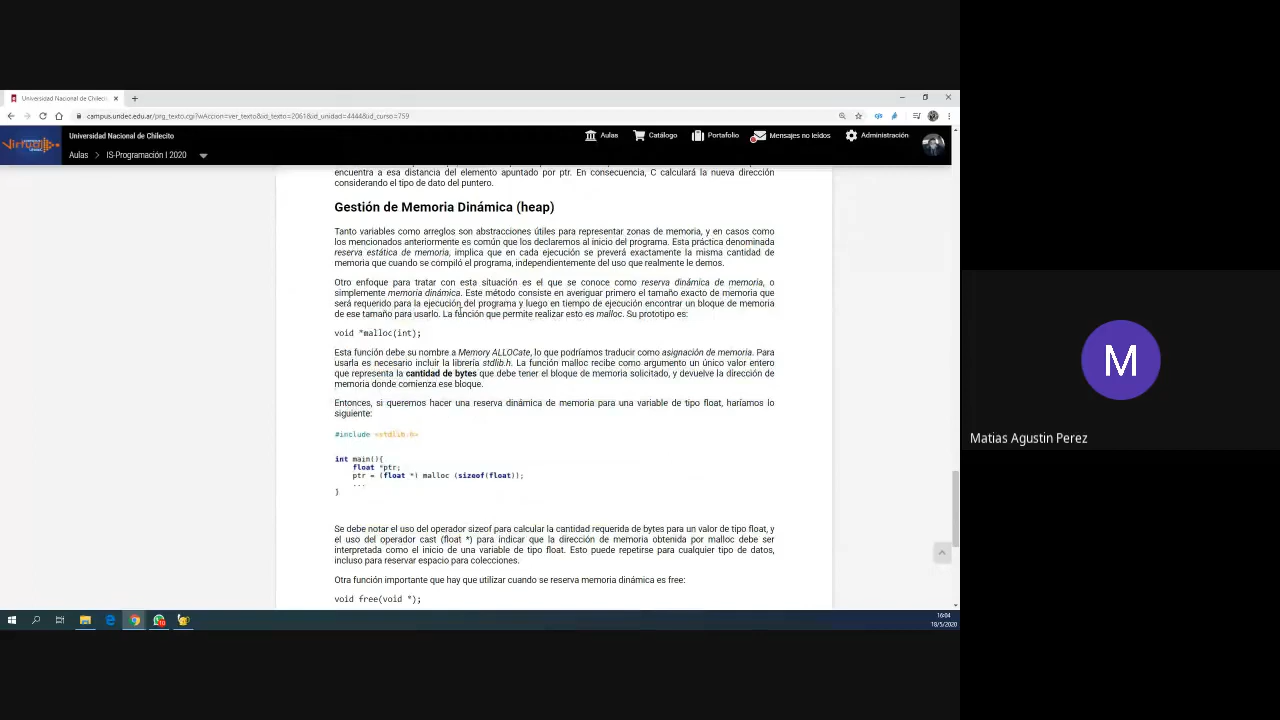 Universidad Nacional de Chileci
campus.undec.edu.ar/prg_texto.cgi?wAccion=ver_texto&id_texto=2061&id_unidad=4444&id_curso=759
Universidad Nacional de Chilecito
Aulas
Catálogo
Portafolio
Mensajes no leídos
Administración
Virtual
Aulas > IS-Programación I 2020
encuentra a esa distancia del elemento apuntado por ptr. En consecuencia, C calculará la nueva dirección
considerando el tipo de dato del puntero.
Gestión de Memoria Dinámica (heap)
Tanto variables como arreglos son abstracciones útiles para representar zonas de memoria, y en casos como
los mencionados anteriormente es común que los declaremos al inicio del programa. Esta práctica denominada
reserva estática de memoria, implica que en cada ejecución se preverá exactamente la misma cantidad de
memoria que cuando se compiló el programa, independientemente del uso que realmente le demos.
Otro enfoque para tratar con esta situación es el que se conoce como reserva dinámica de memoria, o
simplemente memoria dinámica. Este método consiste en averiguar primero el tamaño exacto de memoria que
será requerido para la ejecución del programa y luego en tiempo de ejecución encontrar un bloque de memoria
de ese tamaño para usarlo. La función que permite realizar esto es malloc. Su prototipo es:
void *malloc(int);
Esta función debe su nombre a Memory ALLOCate, lo que podríamos traducir como asignación de memoria. Para
usarla es necesario incluir la librería stdlib.h. La función malloc recibe como argumento un único valor entero
que representa la cantidad de bytes que debe tener el bloque de memoria solicitado, y devuelve la dirección de
memoria donde comienza ese bloque.
Entonces, si queremos hacer una reserva dinámica de memoria para una variable de tipo float, haríamos lo
siguiente:
#include <stdlib.h>
int main(){
float *ptr;
ptr = (float *) malloc (sizeof(float));
...
}
Se debe notar el uso del operador sizeof para calcular la cantidad requerida de bytes para un valor de tipo float, y
el uso del operador cast (float *) para indicar que la dirección de memoria obtenida por malloc debe ser
interpretada como el inicio de una variable de tipo float. Esto puede repetirse para cualquier tipo de datos,
incluso para reservar espacio para colecciones.
Otra función importante que hay que utilizar cuando se reserva memoria dinámica es free:
void free(void *);
16:04
18/5/2020
M
Matias Agustin Perez